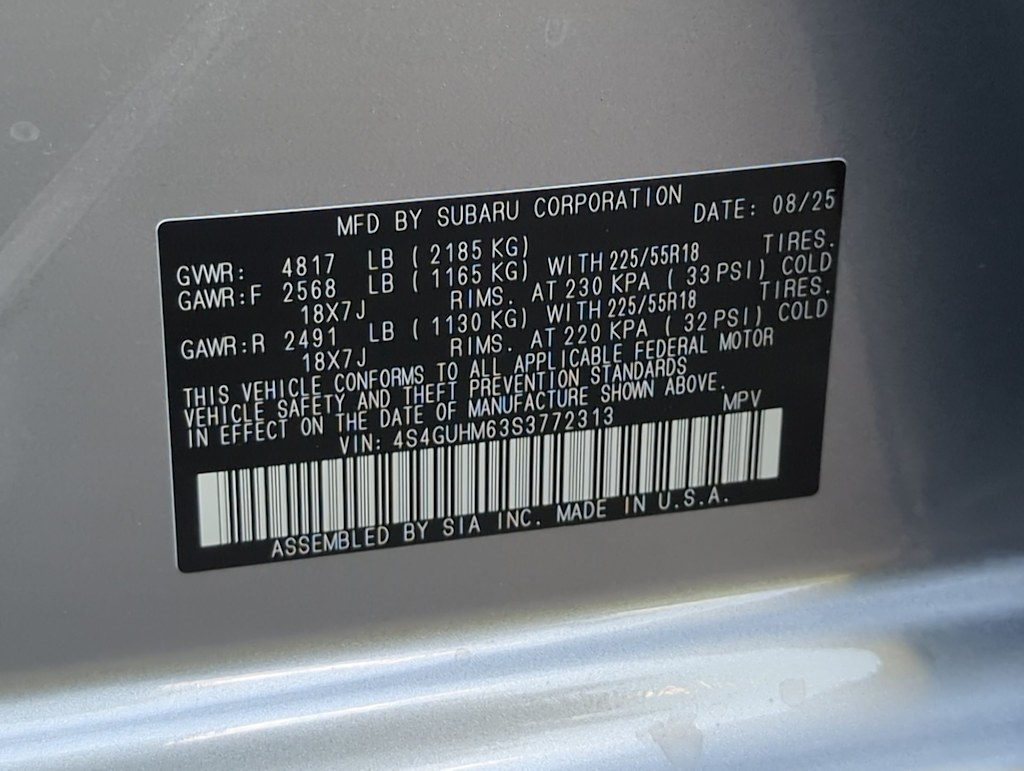 MFD BY SUBARU CORPORATION DATE: 08/25
GVWR: 4817 LB ( 2185 KG)
GAWR:F 2568 LB ( 1165 KG) WITH 225/55R18 TIRES.
18X7J RIMS. AT 230 KPA ( 33 PSI) COLD
GAWR:R 2491 LB ( 1130 KG) WITH 225/55R18 TIRES.
18X7J RIMS. AT 220 KPA ( 32 PSI) COLD
THIS VEHICLE CONFORMS TO ALL APPLICABLE FEDERAL MOTOR
VEHICLE SAFETY AND THEFT PREVENTION STANDARDS
IN EFFECT ON THE DATE OF MANUFACTURE SHOWN ABOVE.
VIN: 4S4GUHM63S3772313 MPV
ASSEMBLED BY SIA INC. MADE IN U.S.A.